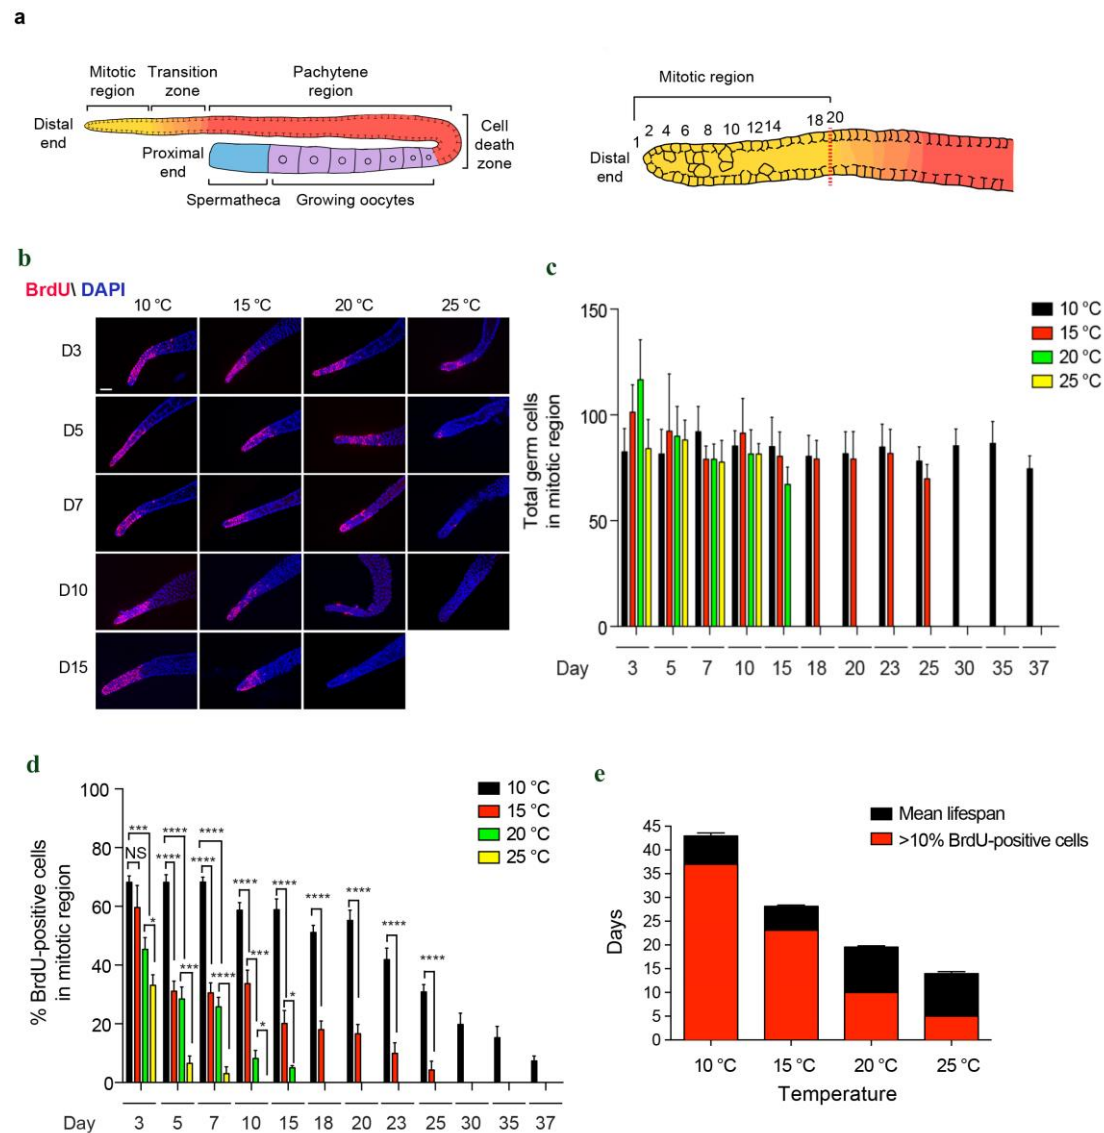 a
Mitotic region
Transition zone
Pachytene region
Distal end
Proximal end
Cell death zone
Spermatheca
Growing oocytes
Mitotic region
1 2 4 6 8 10 12 14 18 20
Distal end
b
BrdU\ DAPI
10 °C 15 °C 20 °C 25 °C
D3
D5
D7
D10
D15
c
Total germ cells
in mitotic region
150
100
50
0
10 °C
15 °C
20 °C
25 °C
Day 3 5 7 10 15 18 20 23 25 30 35 37
d
% BrdU-positive cells
in mitotic region
100
80
60
40
20
0
10 °C
15 °C
20 °C
25 °C
*** **** ****
NS **** **** **** **** **** **** **** ****
* *** **** *** * *
Day 3 5 7 10 15 18 20 23 25 30 35 37
e
Mean lifespan
>10% BrdU-positive cells
Days
45
40
35
30
25
20
15
10
5
0
10 °C 15 °C 20 °C 25 °C
Temperature